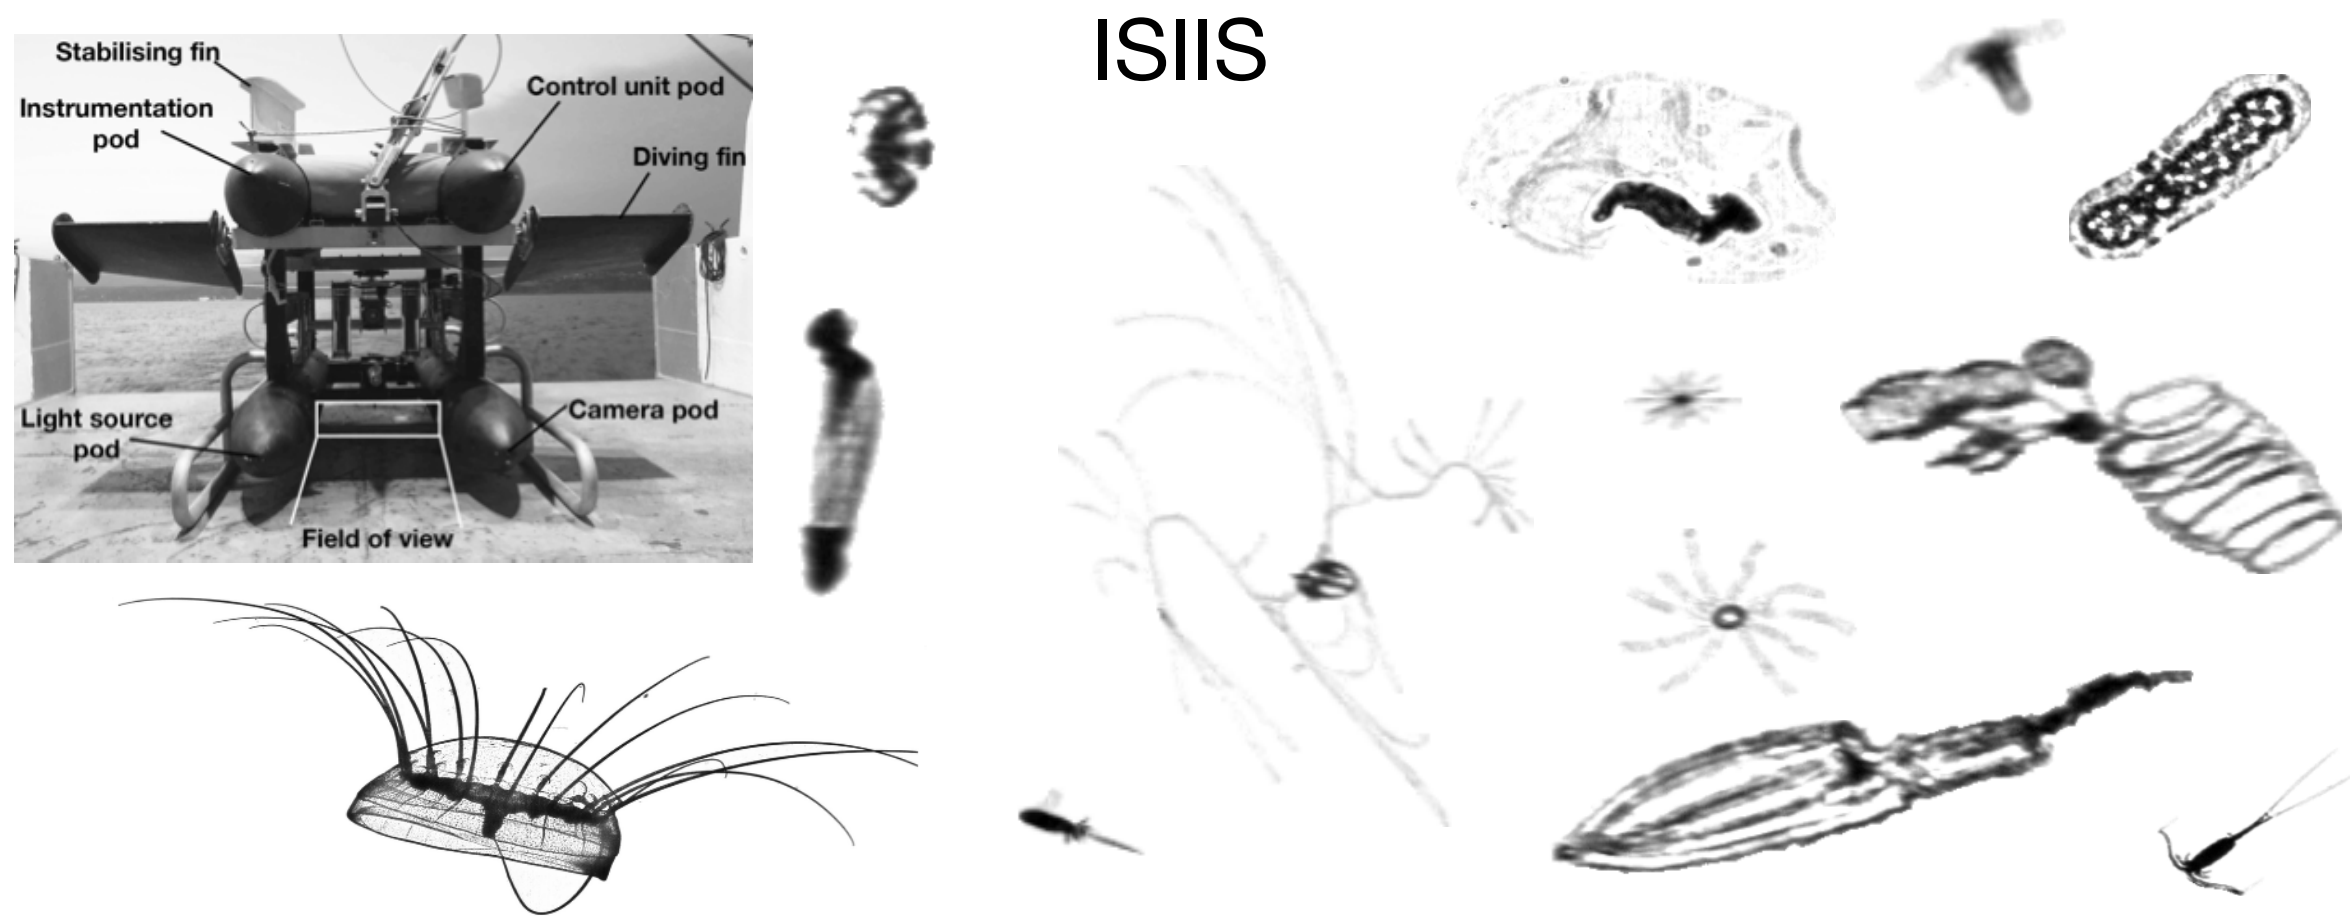 ISIIS
Stabilising fin
Instrumentation
pod
Control unit pod
Diving fin
Light source
pod
Camera pod
Field of view